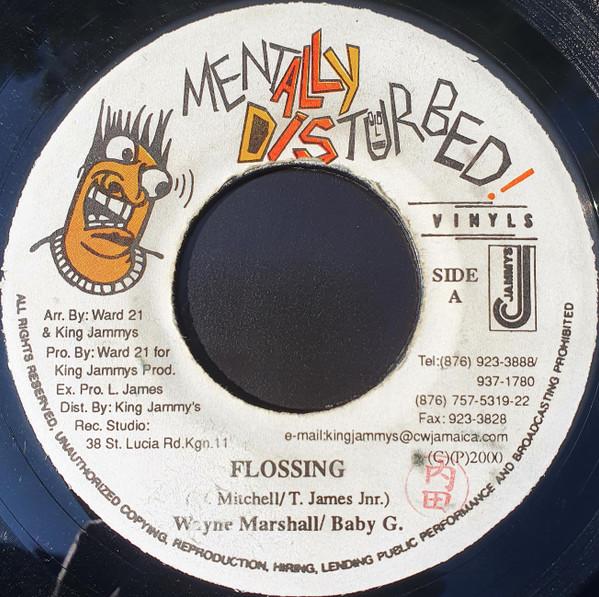 MENTALLY
DISTURBED!
VINYLS
SIDE
A
JAMMYS
Arr. By: Ward 21
& King Jammys
Pro. By: Ward 21 for
King Jammys Prod.
Ex. Pro. L. James
Dist. By: King Jammy's
Rec. Studio:
38 St. Lucia Rd.Kgn.11
Tel:(876) 923-3888/
937-1780
(876) 757-5319-22
Fax: 923-3828
e-mail:kingjammys@cwjamaica.com
(C)(P)2000
FLOSSING
Mitchell/ T. James Jnr.)
Wayne Marshall/ Baby G.
内田
ALL RIGHTS RESERVED, UNAUTHORIZED COPYING, REPRODUCTION, HIRING, LENDING PUBLIC PERFORMANCE AND BROADCASTING PROHIBITED